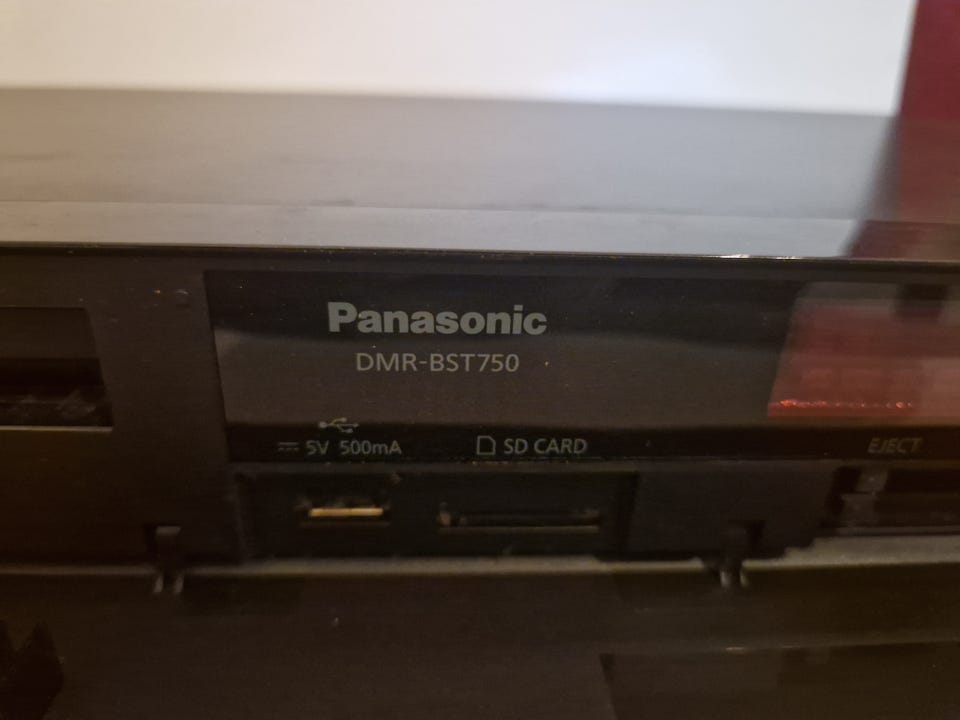 Panasonic
DMR-BST750
5V 500mA
SD CARD
EJECT